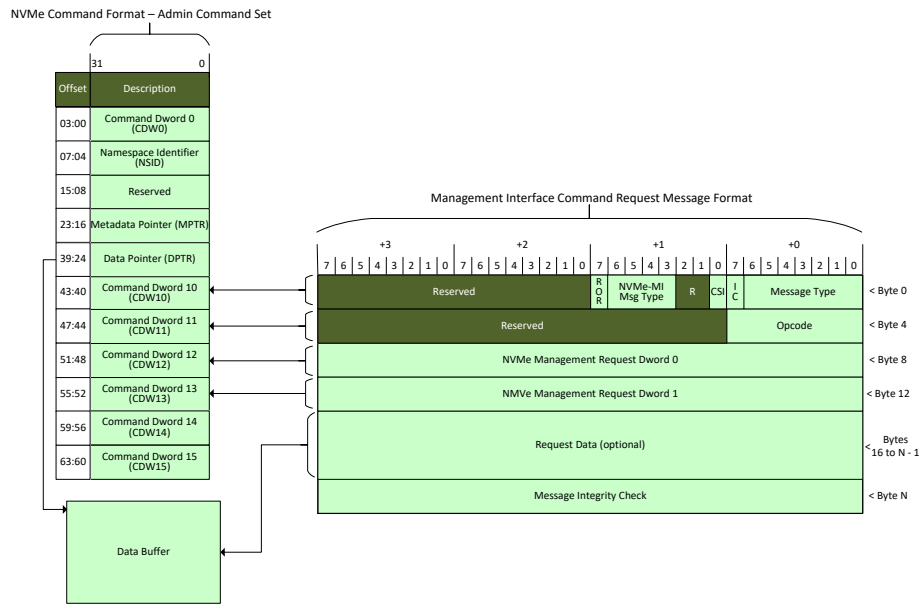 NVMe Command Format – Admin Command Set
31 0
Offset Description
03:00 Command Dword 0
(CDW0)
07:04 Namespace Identifier
(NSID)
15:08 Reserved
23:16 Metadata Pointer (MPTR)
39:24 Data Pointer (DPTR)
43:40 Command Dword 10
(CDW10)
47:44 Command Dword 11
(CDW11)
51:48 Command Dword 12
(CDW12)
55:52 Command Dword 13
(CDW13)
59:56 Command Dword 14
(CDW14)
63:60 Command Dword 15
(CDW15)
Data Buffer
Management Interface Command Request Message Format
+3 +2 +1 +0
7 6 5 4 3 2 1 0 7 6 5 4 3 2 1 0 7 6 5 4 3 2 1 0 7 6 5 4 3 2 1 0
Reserved
R
O
R
NVMe-MI
Msg Type
R
CSI
I
C
Message Type
< Byte 0
Reserved Opcode < Byte 4
NVMe Management Request Dword 0 < Byte 8
NMVe Management Request Dword 1 < Byte 12
Request Data (optional)
< Bytes
16 to N - 1
Message Integrity Check < Byte N